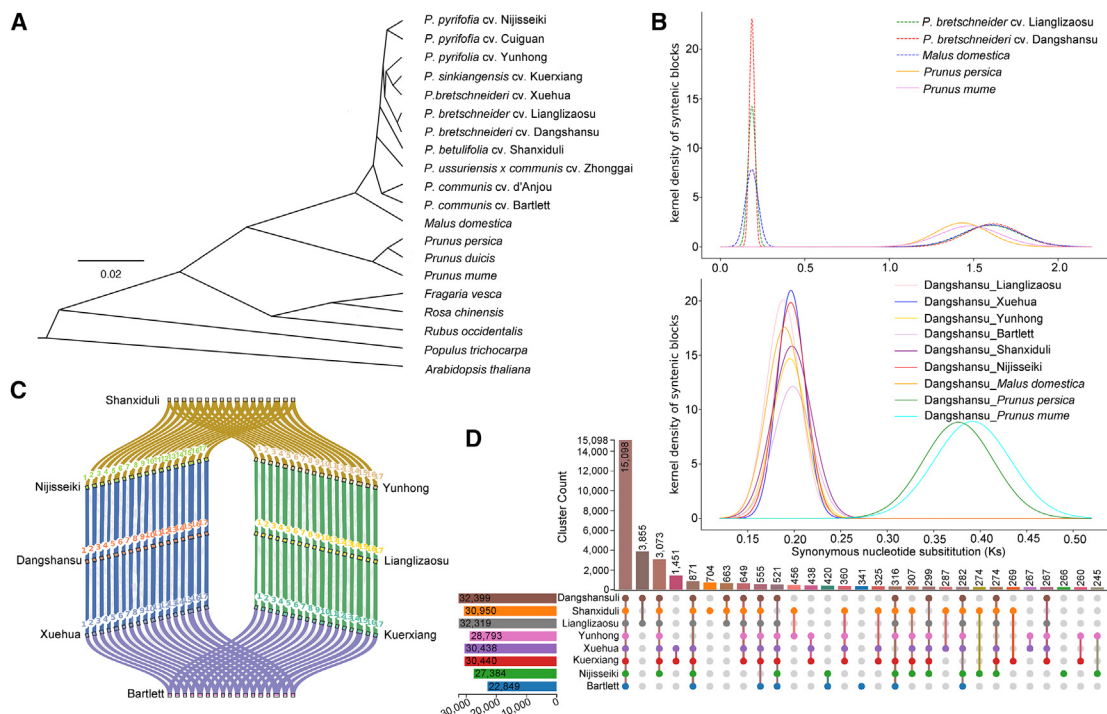 A
P. pyrifofia cv. Nijisseiki
P. pyrifofia cv. Cuiguan
P. pyrifolia cv. Yunhong
P. sinkiangensis cv. Kuerxiang
P.bretschneideri cv. Xuehua
P. bretschneider cv. Lianglizaosu
P. bretschneideri cv. Dangshansu
P. betulifolia cv. Shanxiduli
P. ussuriensis x communis cv. Zhonggai
P. communis cv. d'Anjou
P. communis cv. Bartlett
Malus domestica
Prunus persica
Prunus duicis
Prunus mume
Fragaria vesca
Rosa chinensis
Rubus occidentalis
Populus trichocarpa
Arabidopsis thaliana
0.02
B
kernel density of syntenic blocks
20
15
10
5
0
0.0 0.5 1.0 1.5 2.0
P. bretschneider cv. Lianglizaosu
P. bretschneideri cv. Dangshansu
Malus domestica
Prunus persica
Prunus mume
kernel density of syntenic blocks
20
15
10
5
0
Dangshansu_Lianglizaosu
Dangshansu_Xuehua
Dangshansu_Yunhong
Dangshansu_Bartlett
Dangshansu_Shanxiduli
Dangshansu_Nijisseiki
Dangshansu_Malus domestica
Dangshansu_Prunus persica
Dangshansu_Prunus mume
0.15 0.20 0.25 0.30 0.35 0.40 0.45 0.50
Synonymous nucleotide subsititution (Ks)
C
Shanxiduli
Nijisseiki
Yunhong
Dangshansu
Lianglizaosu
Xuehua
Kuerxiang
Bartlett
D
Cluster Count
15,098
14,000
12,000
10,000
8,000
6,000
4,000
2,000
0
15,098 3,855 3,073 1,451 871 704 663 649 555 521 456 438 420 360 341 325 316 307 299 287 282 274 274 269 267 267 266 260 245
32,399 Dangshansuli
30,950 Shanxiduli
32,319 Lianglizaosu
28,793 Yunhong
30,438 Xuehua
30,440 Kuerxiang
27,384 Nijisseiki
22,849 Bartlett
30,000 20,000 10,000 0